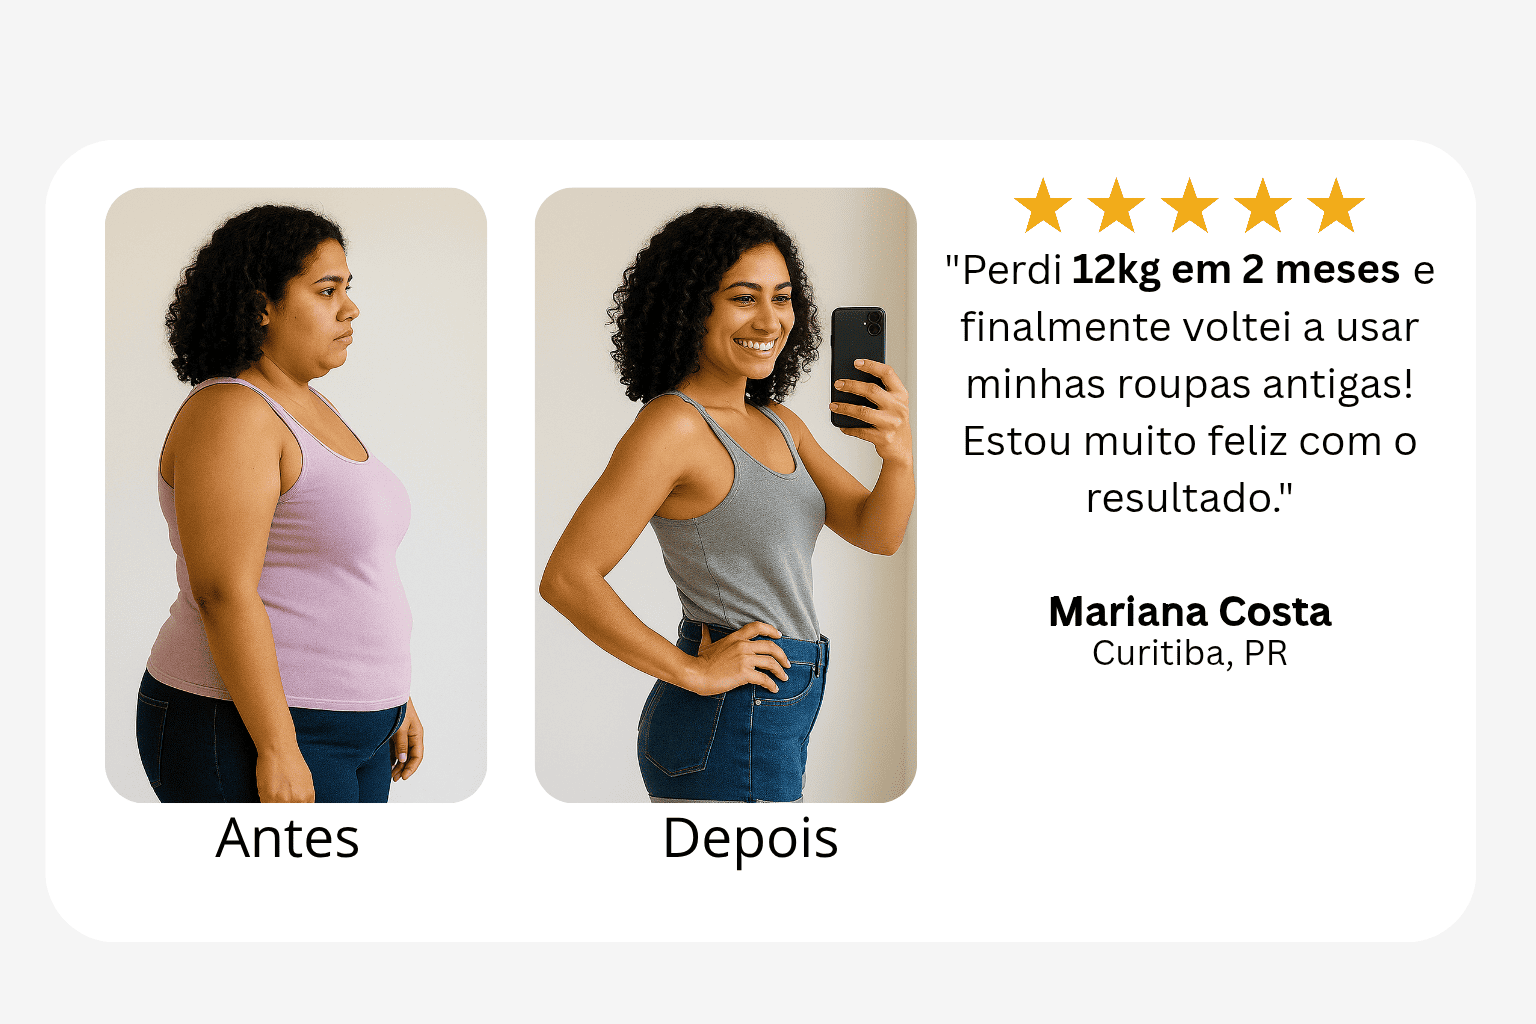 "Perdi 12kg em 2 meses e
finalmente voltei a usar
minhas roupas antigas!
Estou muito feliz com o
resultado."
Mariana Costa
Curitiba, PR
Antes
Depois